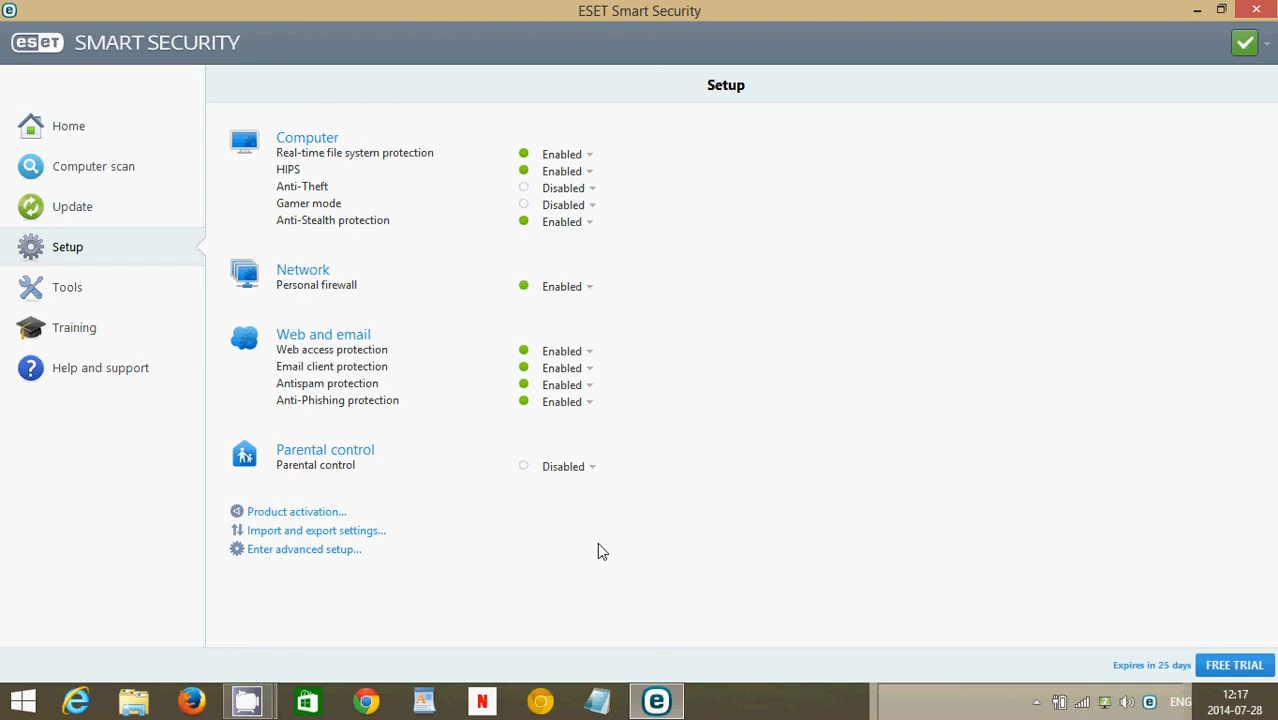 ESET Smart Security
eset SMART SECURITY
Setup
Home
Computer scan
Update
Setup
Tools
Training
Help and support
Computer
Real-time file system protection Enabled
HIPS Enabled
Anti-Theft Disabled
Gamer mode Disabled
Anti-Stealth protection Enabled
Network
Personal firewall Enabled
Web and email
Web access protection Enabled
Email client protection Enabled
Antispam protection Enabled
Anti-Phishing protection Enabled
Parental control
Parental control Disabled
Product activation...
Import and export settings...
Enter advanced setup...
Expires in 25 days FREE TRIAL
N
ENG
12:17
2014-07-28